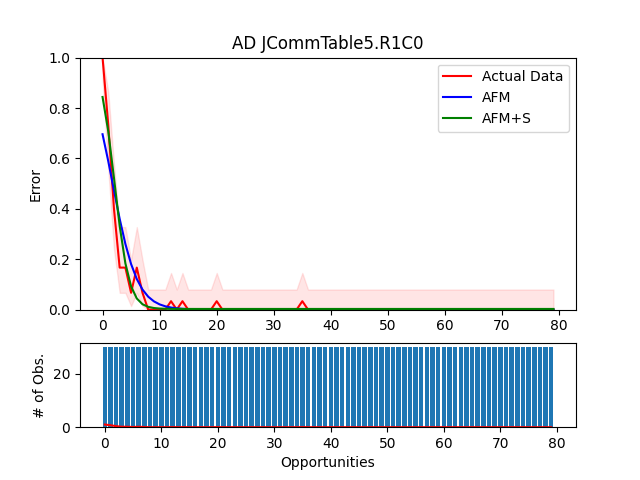 AD JCommTable5.R1C0
1.0
0.8
0.6
0.4
0.2
0.0
Error
Actual Data
AFM
AFM+S
0 10 20 30 40 50 60 70 80
20
0
# of Obs.
0 10 20 30 40 50 60 70 80
Opportunities